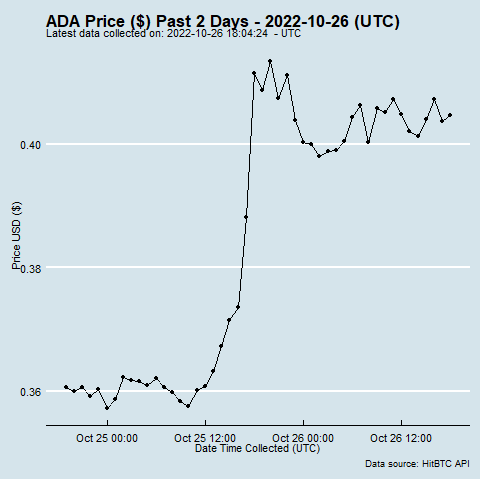 ADA Price ($) Past 2 Days - 2022-10-26 (UTC)
Latest data collected on: 2022-10-26 18:04:24 - UTC
Price USD ($)
0.40
0.38
0.36
Oct 25 00:00 Oct 25 12:00 Oct 26 00:00 Oct 26 12:00
Date Time Collected (UTC)
Data source: HitBTC API